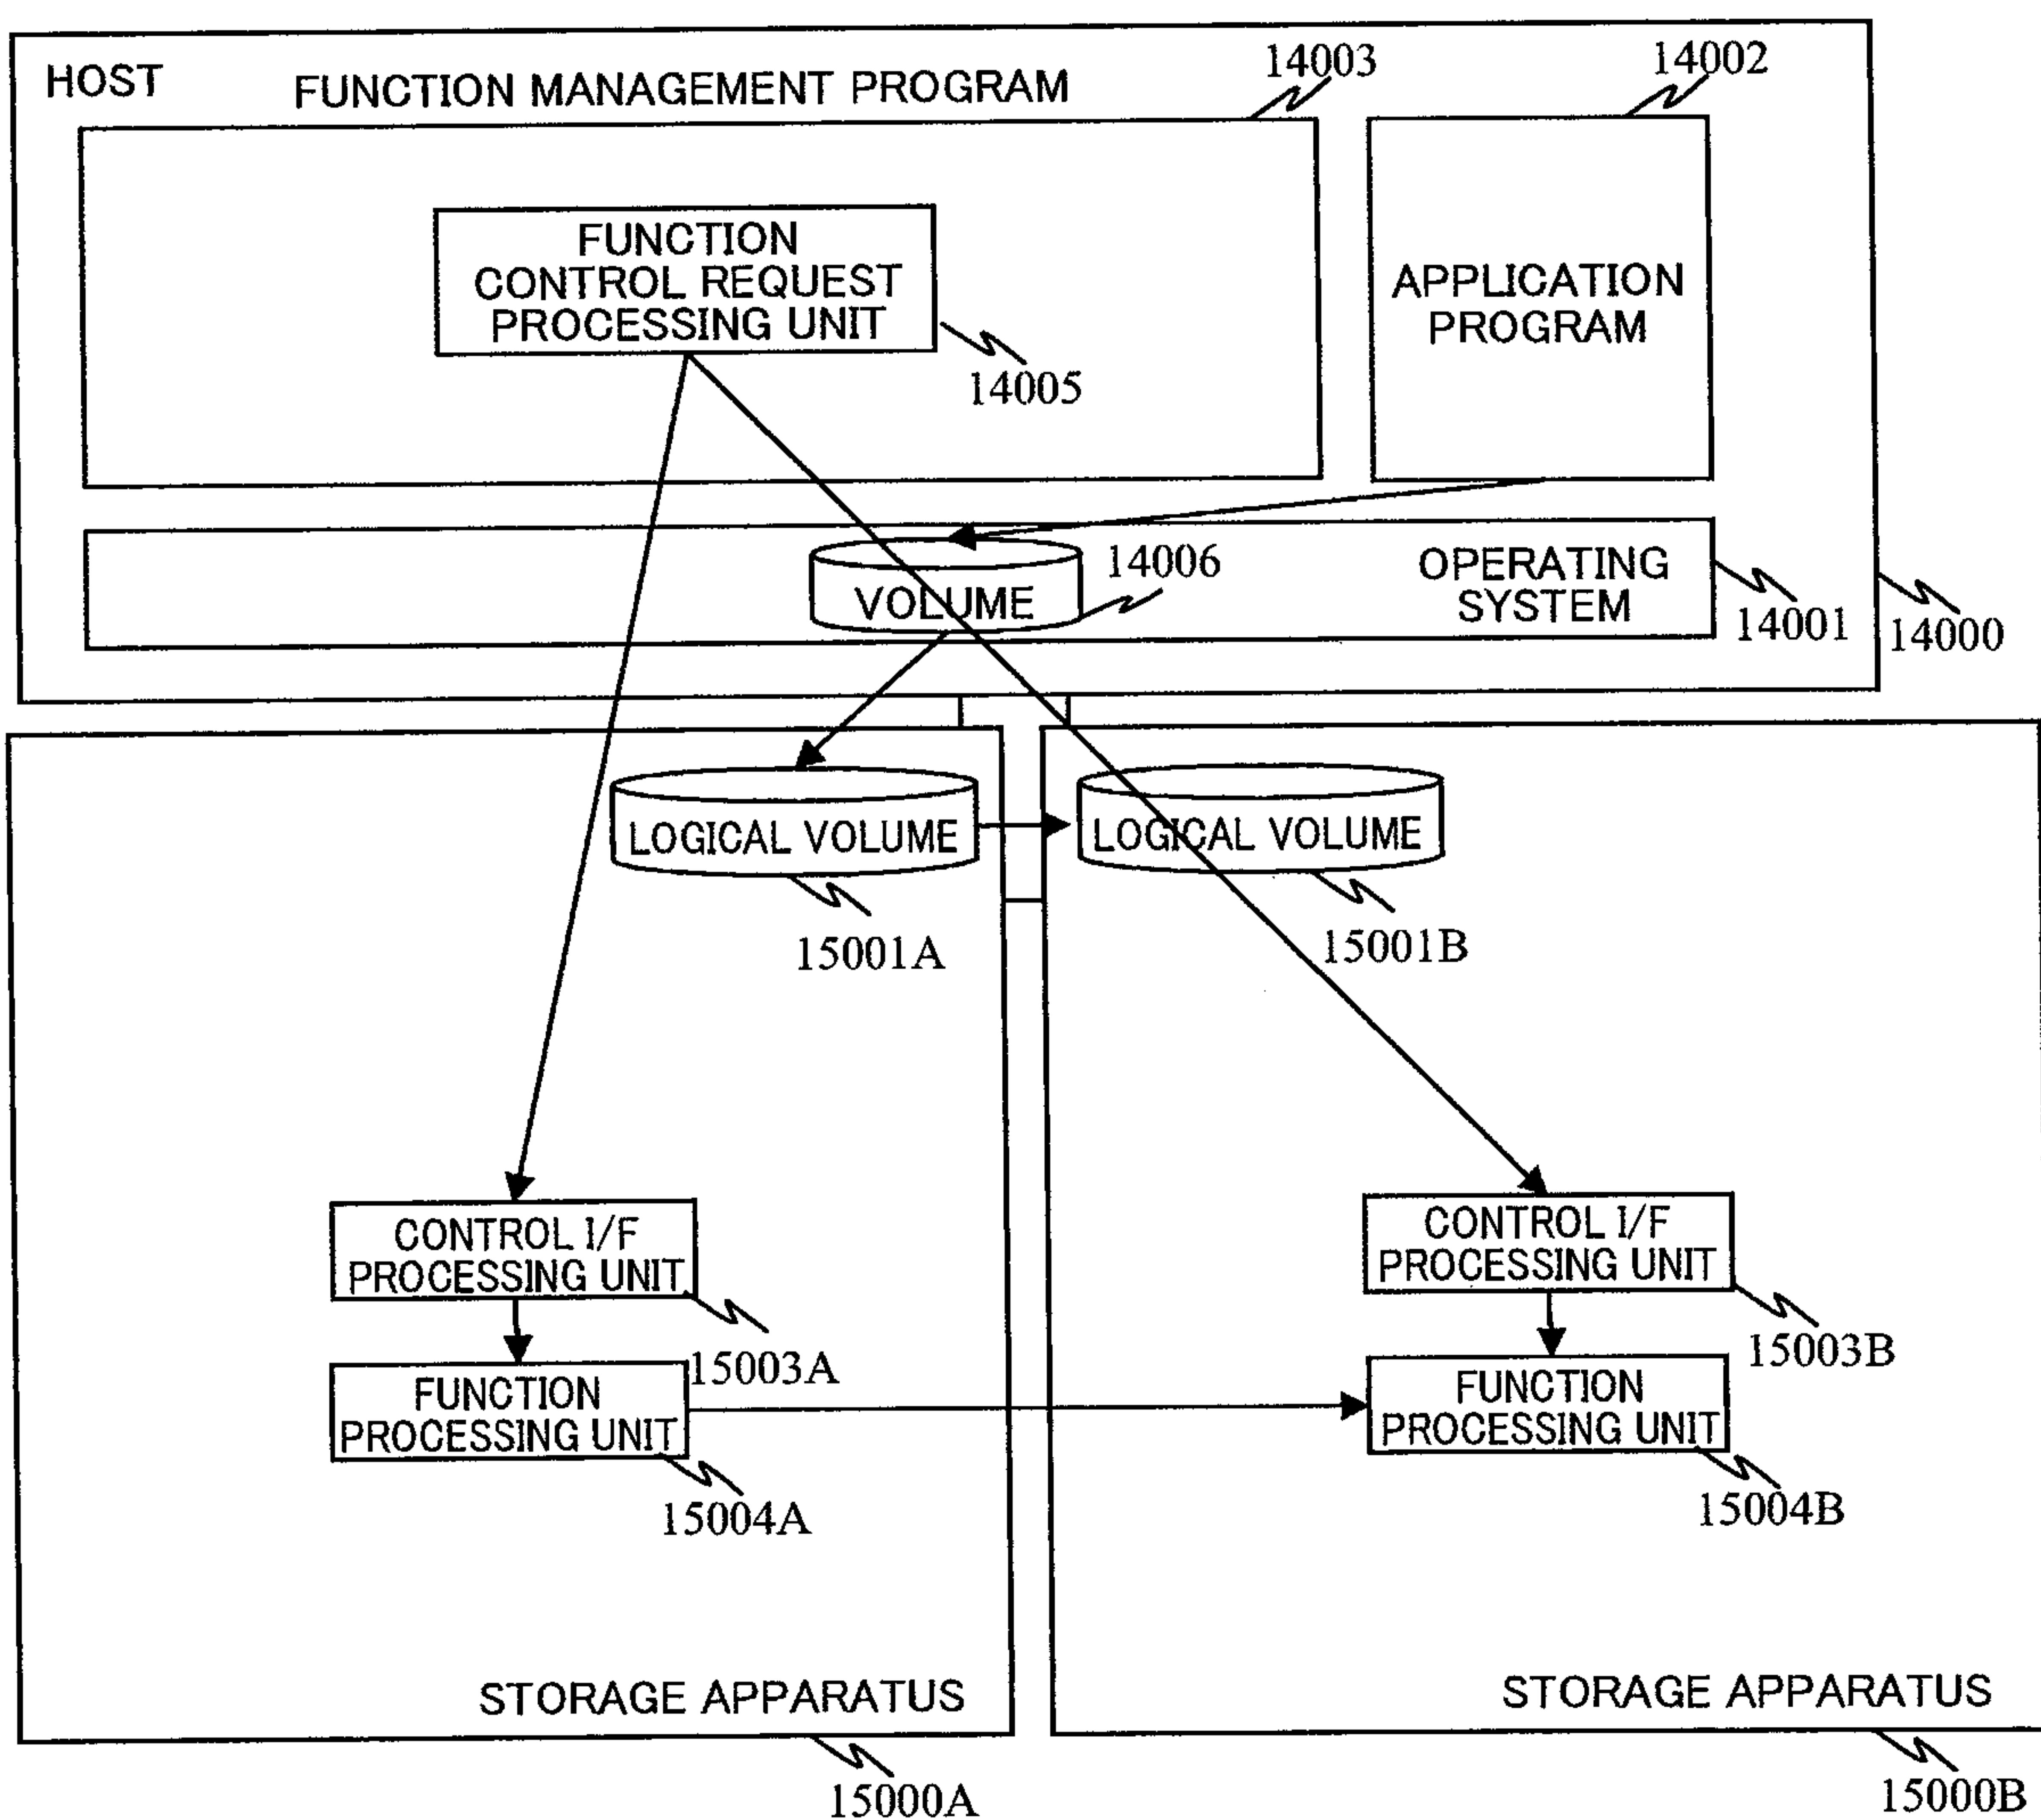 14003
14002
HOST
FUNCTION MANAGEMENT PROGRAM
FUNCTION
CONTROL REQUEST
PROCESSING UNIT
14005
APPLICATION
PROGRAM
14006
VOLUME
OPERATING
SYSTEM
14001
14000
LOGICAL VOLUME
LOGICAL VOLUME
15001A
15001B
CONTROL I/F
PROCESSING UNIT
15003A
CONTROL I/F
PROCESSING UNIT
15003B
FUNCTION
PROCESSING UNIT
15004A
FUNCTION
PROCESSING UNIT
15004B
STORAGE APPARATUS
STORAGE APPARATUS
15000A
15000B